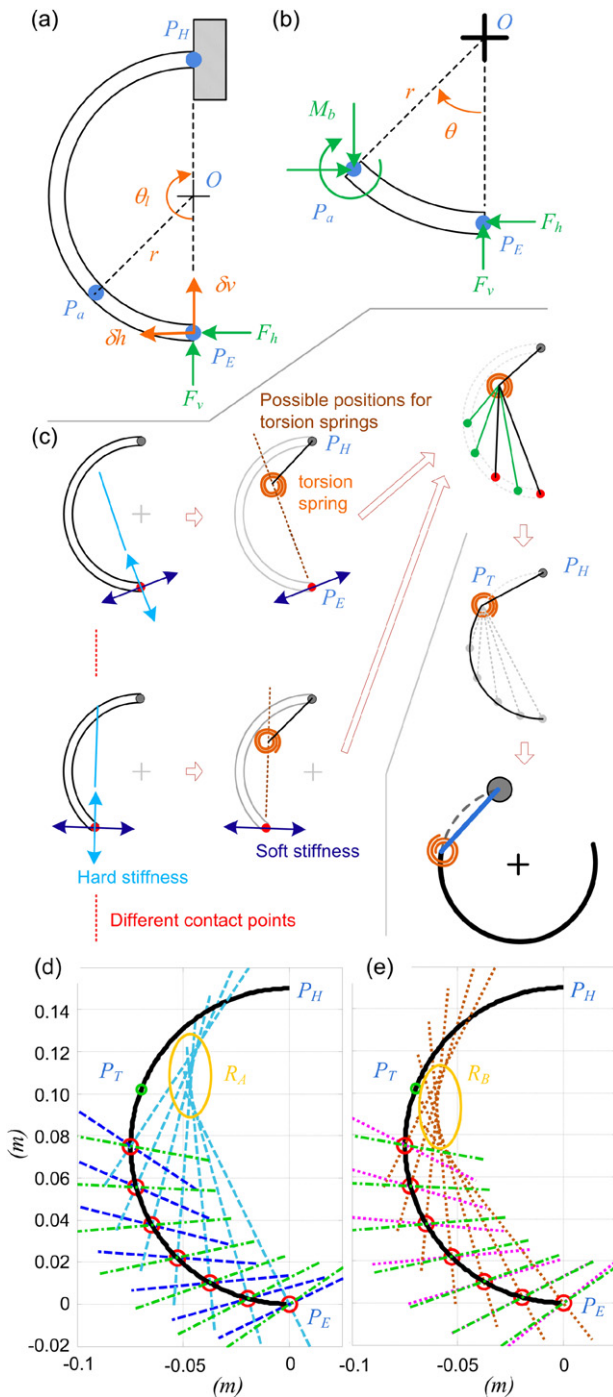 (a)
P_H
O
θ_l
r
P_a
δv
δh
F_h
P_E
F_v
(b)
O
r
θ
M_b
P_a
F_h
P_E
F_v
(c)
Possible positions for
torsion springs
P_H
torsion
spring
P_E
P_T
P_H
Soft stiffness
Hard stiffness
Different contact points
(d)
P_H
0.14
0.12
P_T
R_A
0.10
0.08
(m)
0.06
0.04
0.02
0
P_E
-0.02
(-0.1)
-0.05
0
(m)
(e)
P_H
P_T
R_B
P_E
(-0.1)
-0.05
0
(m)